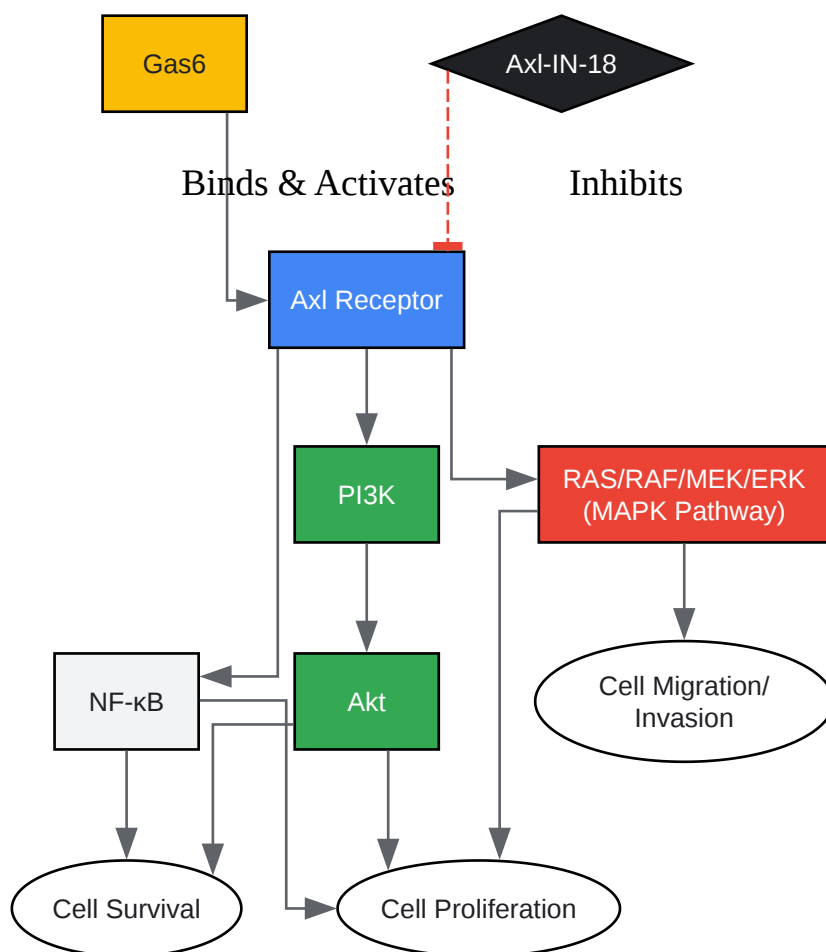 Gas6
Axl-IN-18
Binds & Activates
Inhibits
Axl Receptor
PI3K
RAS/RAF/MEK/ERK
(MAPK Pathway)
NF-κB
Akt
Cell Migration/
Invasion
Cell Survival
Cell Proliferation